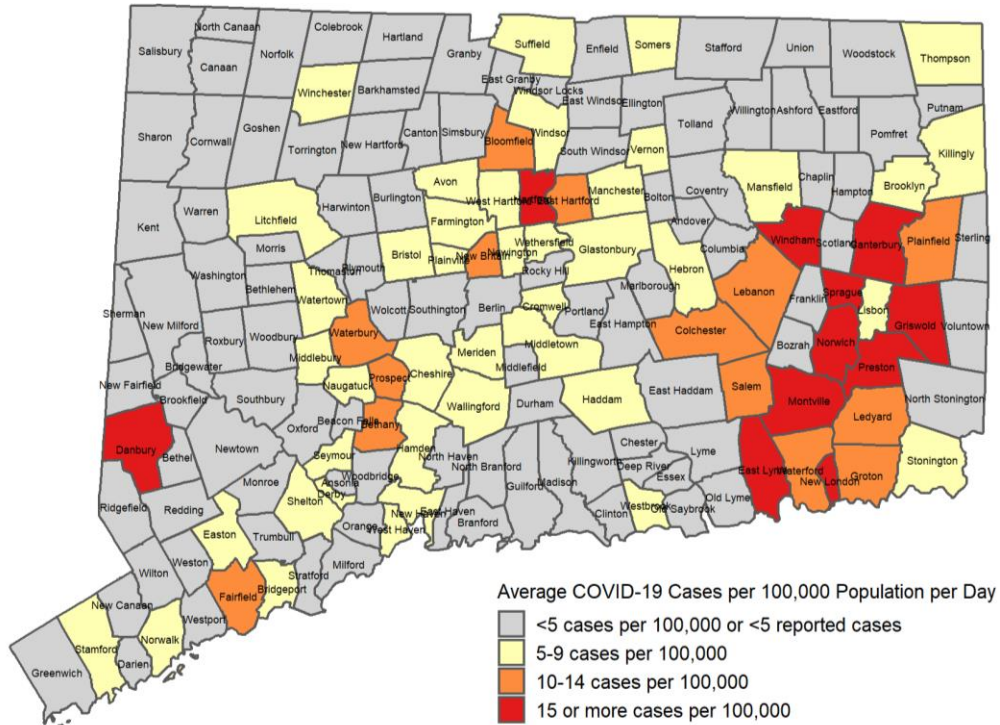 North Canaan
Colebrook
Hartland
Salisbury
Norfolk
Canaan
Granby
Suffield
Enfield
Somers
Stafford
Union
Woodstock
Thompson
East Granby
Windsor Locks
Winchester
Barkhamsted
East Windsor
Ellington
Willington
Ashford
Eastford
Putnam
Sharon
Cornwall
Goshen
Torrington
New Hartford
Canton
Simsbury
Bloomfield
Windsor
South Windsor
Vernon
Tolland
Pomfret
Killingly
Kent
Warren
Litchfield
Harwinton
Burlington
Avon
West Hartford
Hartford
East Hartford
Manchester
Bolton
Coventry
Mansfield
Chaplin
Hampton
Brooklyn
Andover
Columbia
Windham
Scotland
Canterbury
Plainfield
Sterling
Morris
Farmington
Bristol
Plainville
New Britain
Newington
Wethersfield
Glastonbury
Rocky Hill
Hebron
Marlborough
Washington
Bethlehem
Thomaston
Plymouth
Watertown
Wolcott
Southington
Berlin
Cromwell
Portland
East Hampton
Lebanon
Franklin
Sprague
Lisbon
Griswold
Voluntown
Sherman
New Milford
Roxbury
Woodbury
Waterbury
Bridgewater
Middlebury
Meriden
Middletown
Middlefield
Colchester
Bozrah
Norwich
Preston
New Fairfield
Brookfield
Southbury
Naugatuck
Prospect
Cheshire
Wallingford
Durham
Haddam
East Haddam
Salem
Montville
North Stonington
Danbury
Bethel
Newtown
Oxford
Beacon Falls
Bethany
Hamden
North Haven
North Branford
Guilford
Madison
Killingworth
Chester
Deep River
Essex
Lyme
Ledyard
Ridgefield
Redding
Monroe
Seymour
Ansonia
Derby
Woodbridge
Shelton
New Haven
East Haven
Branford
Clinton
Westbrook
Old Saybrook
Old Lyme
East Lyme
Waterford
New London
Groton
Stonington
Easton
Trumbull
Orange
West Haven
Milford
Stratford
Bridgeport
Fairfield
Weston
Wilton
Westport
New Canaan
Norwalk
Darien
Stamford
Greenwich
Average COVID-19 Cases per 100,000 Population per Day
<5 cases per 100,000 or <5 reported cases
5-9 cases per 100,000
10-14 cases per 100,000
15 or more cases per 100,000